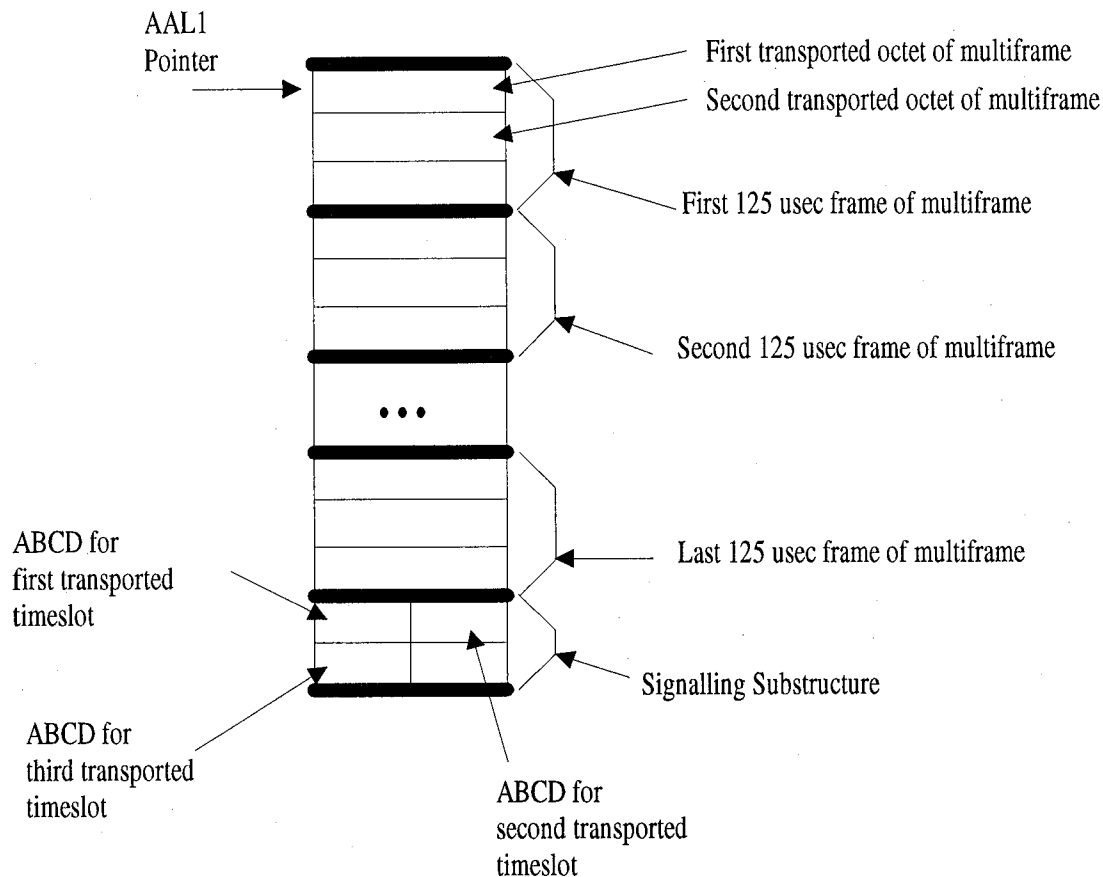 AAL1
Pointer
First transported octet of multiframe
Second transported octet of multiframe
First 125 usec frame of multiframe
Second 125 usec frame of multiframe
• • •
Last 125 usec frame of multiframe
ABCD for
first transported
timeslot
Signalling Substructure
ABCD for
third transported
timeslot
ABCD for
second transported
timeslot